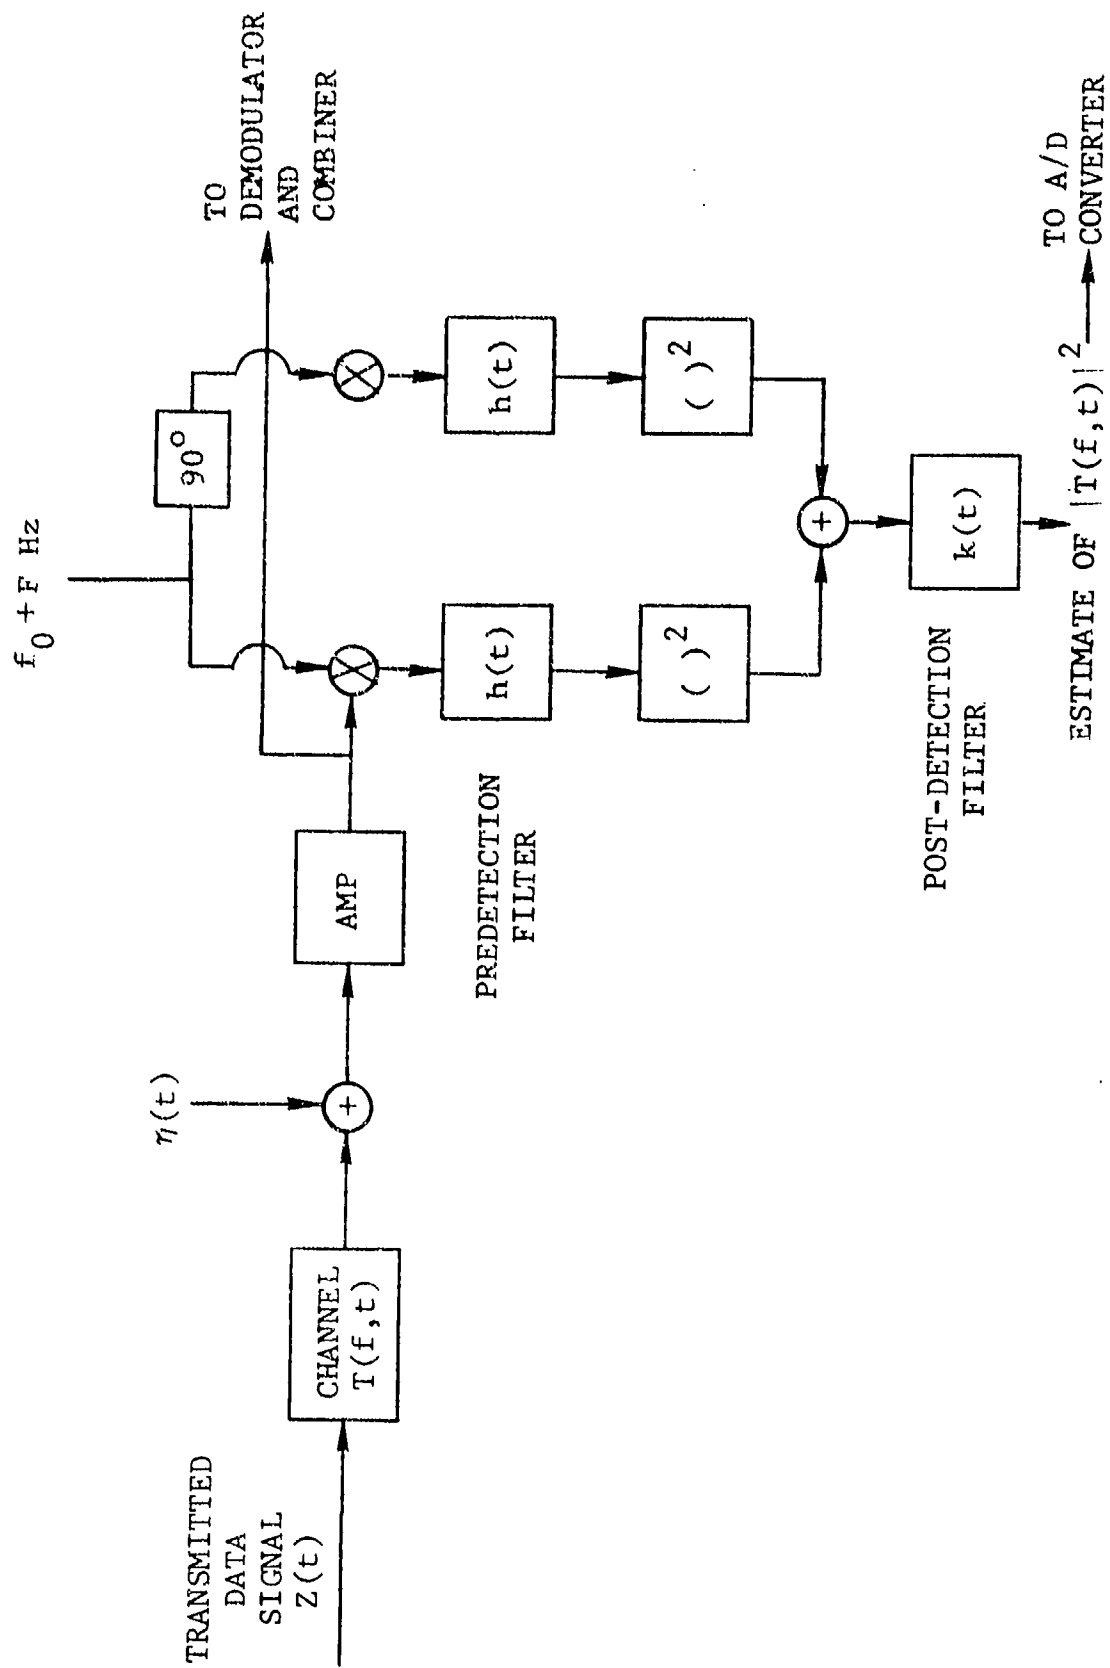 TRANSMITTED
DATA
SIGNAL
Z(t)
CHANNEL
T(f,t)
η(t)
+
AMP
f₀ + F Hz
90°
TO
DEMODULATOR
AND
COMBINER
PREDETECTION
FILTER
h(t)
h(t)
( )²
( )²
+
POST-DETECTION
FILTER
k(t)
ESTIMATE OF |T(f,t)|²
TO A/D
CONVERTER